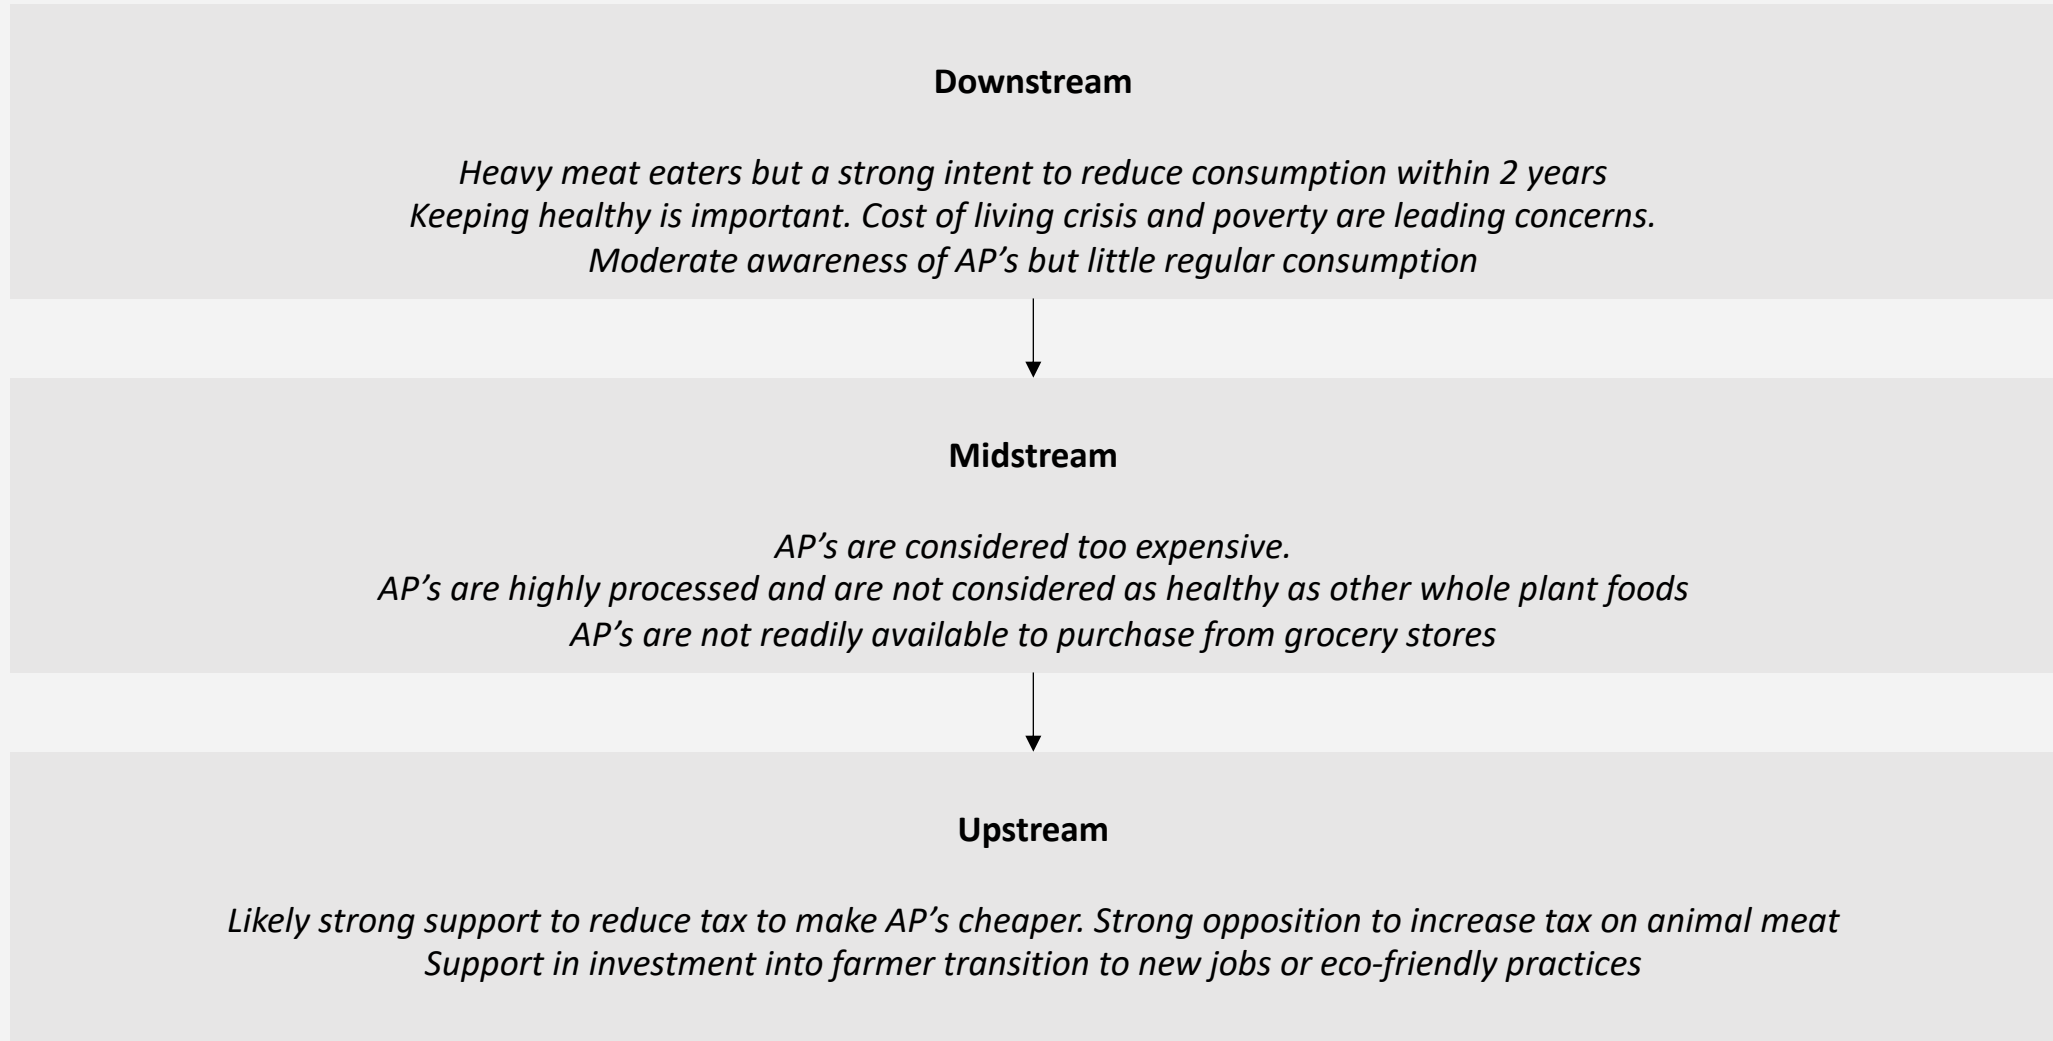 Downstream
Heavy meat eaters but a strong intent to reduce consumption within 2 years
Keeping healthy is important. Cost of living crisis and poverty are leading concerns.
Moderate awareness of AP’s but little regular consumption
Midstream
AP’s are considered too expensive.
AP’s are highly processed and are not considered as healthy as other whole plant foods
AP’s are not readily available to purchase from grocery stores
Upstream
Likely strong support to reduce tax to make AP’s cheaper. Strong opposition to increase tax on animal meat
Support in investment into farmer transition to new jobs or eco-friendly practices